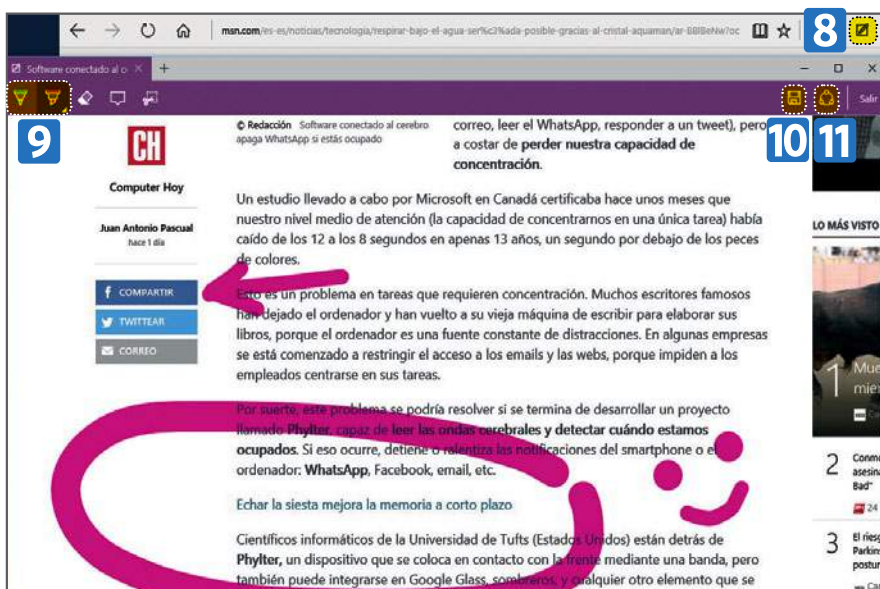 msn.com/es-es/noticias/tecnologia/respirar-bajo-el-agua-ser%c3%ada-posible-gracias-al-cristal-aquaman/ar-BBlBeNw?oc
8
Software conectado al c
Salir
9
10
11
© Redacción Software conectado al cerebro
apaga WhatsApp si estás ocupado
correo, leer el WhatsApp, responder a un tweet), pero
a costar de perder nuestra capacidad de
concentración.
CH
Computer Hoy
Juan Antonio Pascual
hace 1 día
COMPARTIR
TWITTEAR
CORREO
Un estudio llevado a cabo por Microsoft en Canadá certificaba hace unos meses que
nuestro nivel medio de atención (la capacidad de concentrarnos en una única tarea) había
caído de los 12 a los 8 segundos en apenas 13 años, un segundo por debajo de los peces
de colores.
Esto es un problema en tareas que requieren concentración. Muchos escritores famosos
han dejado el ordenador y han vuelto a su vieja máquina de escribir para elaborar sus
libros, porque el ordenador es una fuente constante de distracciones. En algunas empresas
se está comenzado a restringir el acceso a los emails y las webs, porque impiden a los
empleados centrarse en sus tareas.
Por suerte, este problema se podría resolver si se termina de desarrollar un proyecto
llamado Phylter, capaz de leer las ondas cerebrales y detectar cuándo estamos
ocupados. Si eso ocurre, detiene o ralentiza las notificaciones del smartphone o el
ordenador: WhatsApp, Facebook, email, etc.
Echar la siesta mejora la memoria a corto plazo
Científicos informáticos de la Universidad de Tufts (Estados Unidos) están detrás de
Phylter, un dispositivo que se coloca en contacto con la frente mediante una banda, pero
también puede integrarse en Google Glass, sombreros, y cualquier otro elemento que se
LO MÁS VISTO
1
Mue
mie
2
Conm
asesin
Bad"
24
3
El ries
Parkin
postur